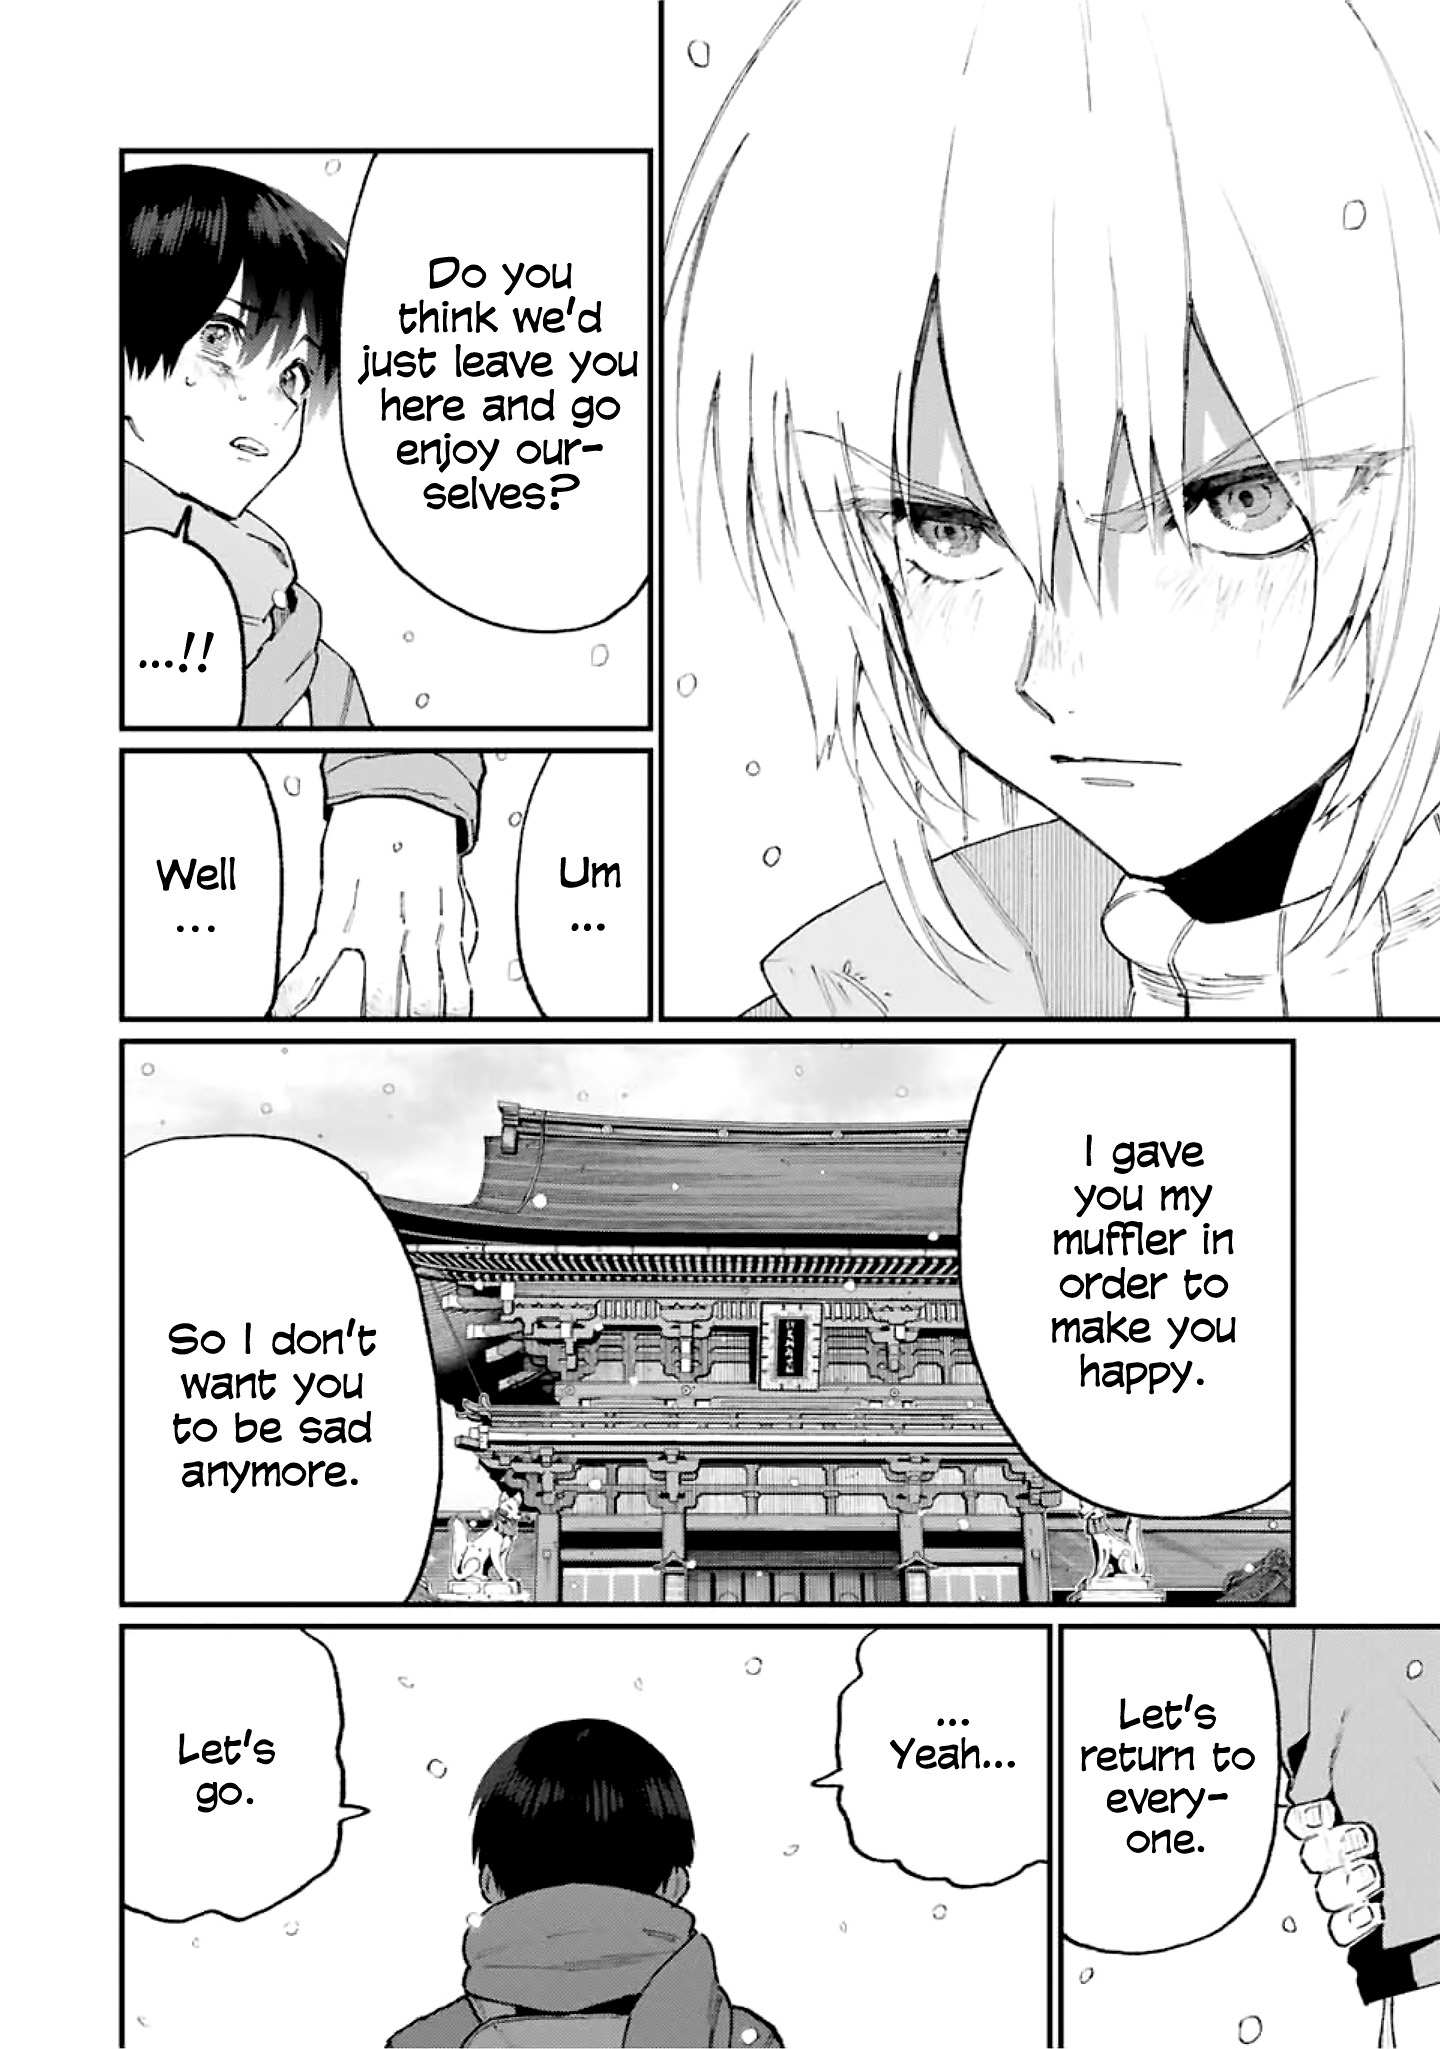 Do you
think we'd
just leave you
here and go
enjoy our-
selves?
...!!
Um
...
Well
...
I gave
you my
muffler in
order to
make you
happy.
So I don't
want you
to be sad
anymore.
Let's
return to
every-
one.
...
Yeah...
Let's
go.